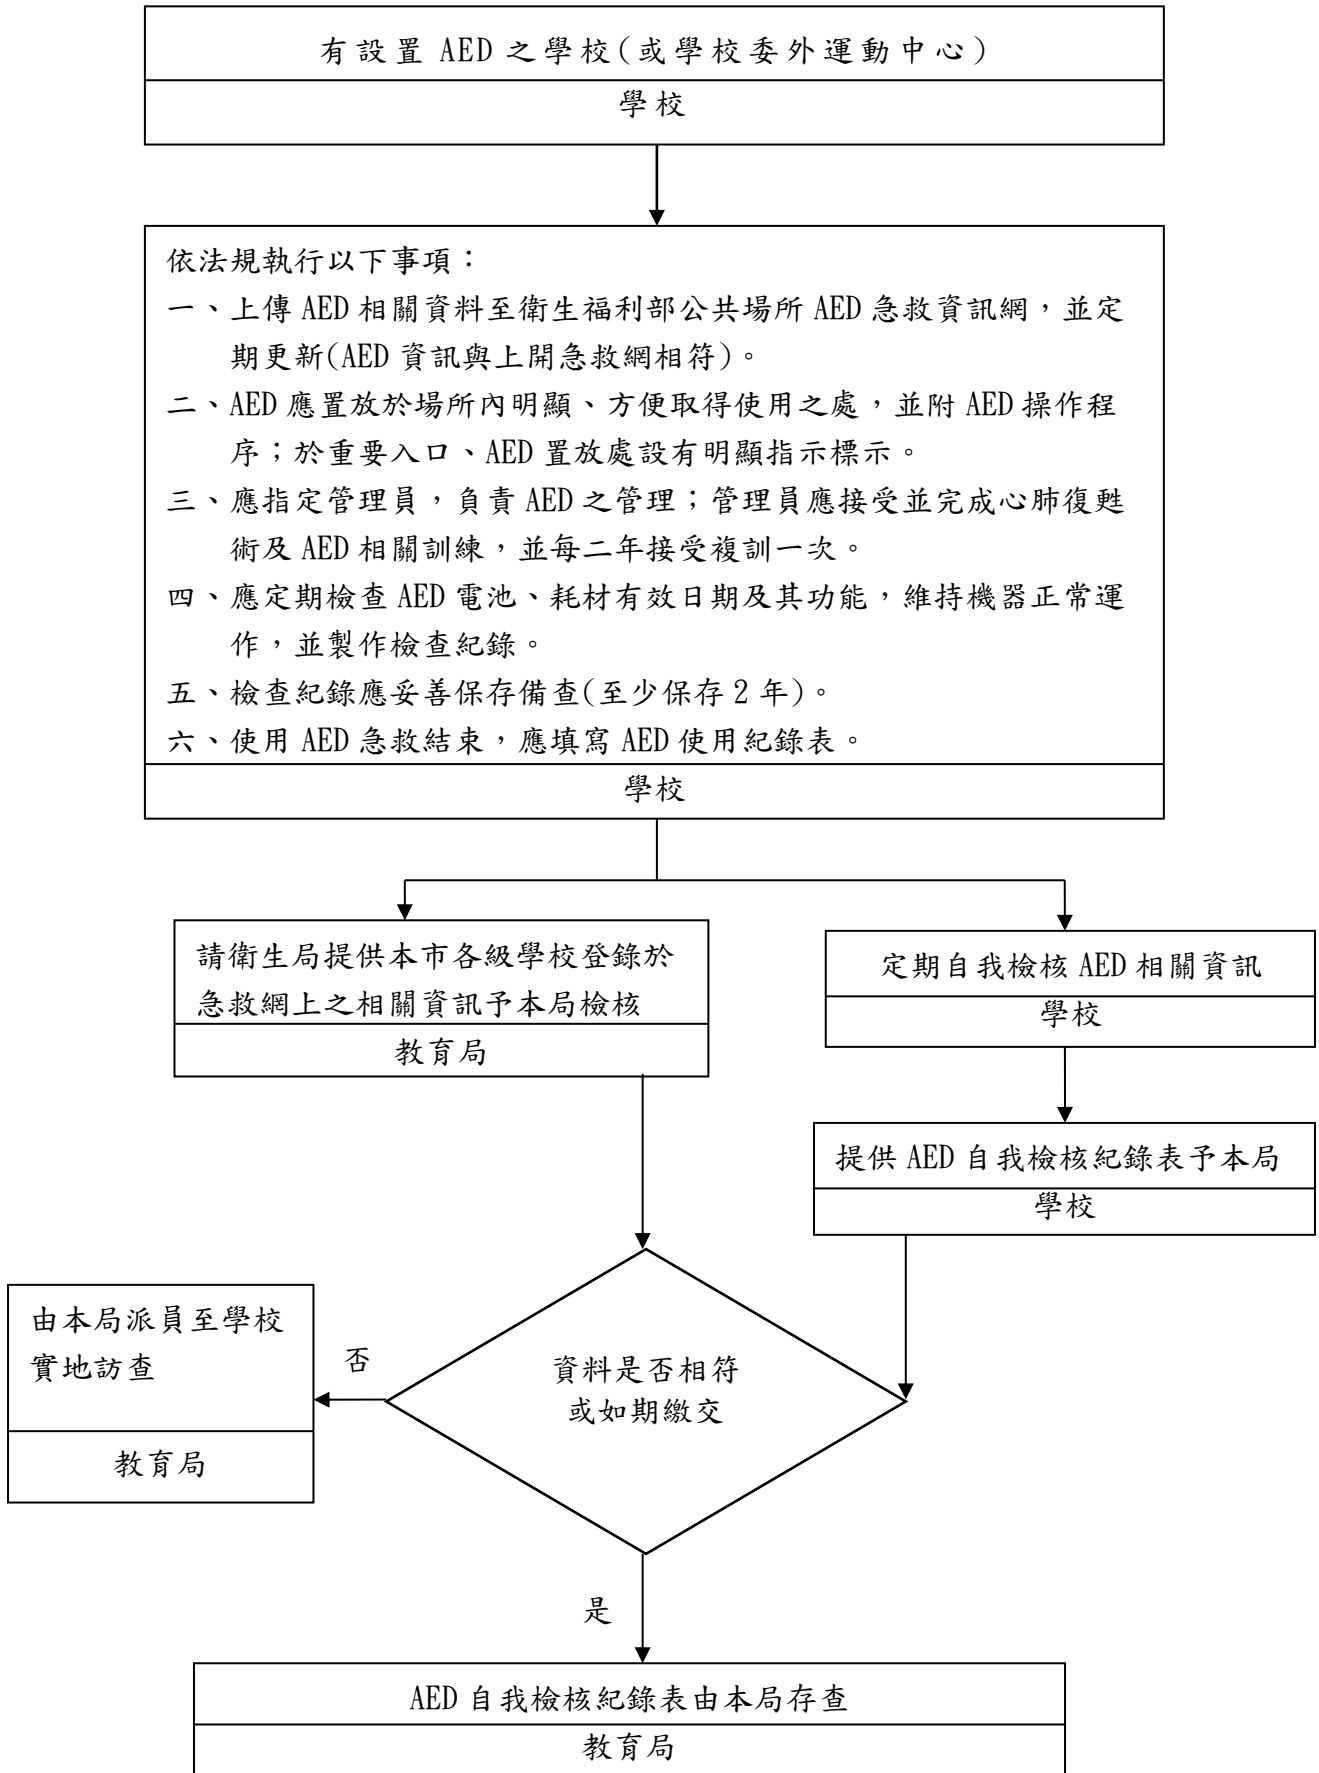 有設置 AED 之學校(或學校委外運動中心)
學校
依法規執行以下事項：
一、上傳 AED 相關資料至衛生福利部公共場所 AED 急救資訊網，並定
期更新(AED 資訊與上開急救網相符)。
二、AED 應置放於場所內明顯、方便取得使用之處，並附 AED 操作程
序；於重要入口、AED 置放處設有明顯指示標示。
三、應指定管理員，負責 AED 之管理；管理員應接受並完成心肺復甦
術及 AED 相關訓練，並每二年接受複訓一次。
四、應定期檢查 AED 電池、耗材有效日期及其功能，維持機器正常運
作，並製作檢查紀錄。
五、檢查紀錄應妥善保存備查(至少保存 2 年)。
六、使用 AED 急救結束，應填寫 AED 使用紀錄表。
學校
請衛生局提供本市各級學校登錄於
急救網上之相關資訊予本局檢核
教育局
定期自我檢核 AED 相關資訊
學校
提供 AED 自我檢核紀錄表予本局
學校
資料是否相符
或如期繳交
否
由本局派員至學校
實地訪查
教育局
是
AED 自我檢核紀錄表由本局存查
教育局